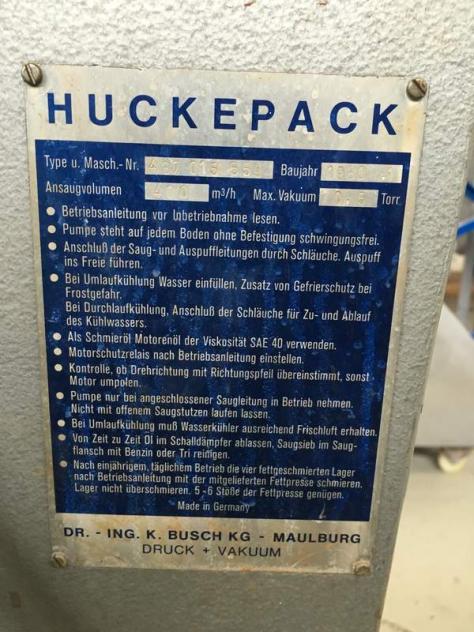 HUCKEPACK
Type u. Masch.-Nr. Baujahr
Ansaugvolumen 400 m³/h Max. Vakuum Torr
• Betriebsanleitung vor Inbetriebnahme lesen.
• Pumpe steht auf jedem Boden ohne Befestigung schwingungsfrei.
• Anschluß der Saug- und Auspuffleitungen durch Schläuche. Auspuff
ins Freie führen.
• Bei Umlaufkühlung Wasser einfüllen, Zusatz von Gefrierschutz bei
Frostgefahr.
Bei Durchlaufkühlung, Anschluß der Schläuche für Zu- und Ablauf
des Kühlwassers.
• Als Schmieröl Motorenöl der Viskosität SAE 40 verwenden.
• Motorschutzrelais nach Betriebsanleitung einstellen.
• Kontrolle, ob Drehrichtung mit Richtungspfeil übereinstimmt, sonst
Motor umpolen.
• Pumpe nur bei angeschlossener Saugleitung in Betrieb nehmen.
Nicht mit offenem Saugstutzen laufen lassen.
• Bei Umlaufkühlung muß Wasserkühler ausreichend Frischluft erhalten.
• Von Zeit zu Zeit Öl im Schalldämpfer ablassen, Saugsieb im Saug-
flansch mit Benzin oder Tri reidigen.
• Nach einjährigem, täglichem Betrieb die vier fettgeschmierten Lager
nach Betriebsanleitung mit der mitgelieferten Fettpresse schmieren.
Lager nicht überschmieren. 5-6 Stöße der Fettpresse genügen.
Made in Germany
DR. - ING. K. BUSCH KG - MAULBURG
DRUCK + VAKUUM